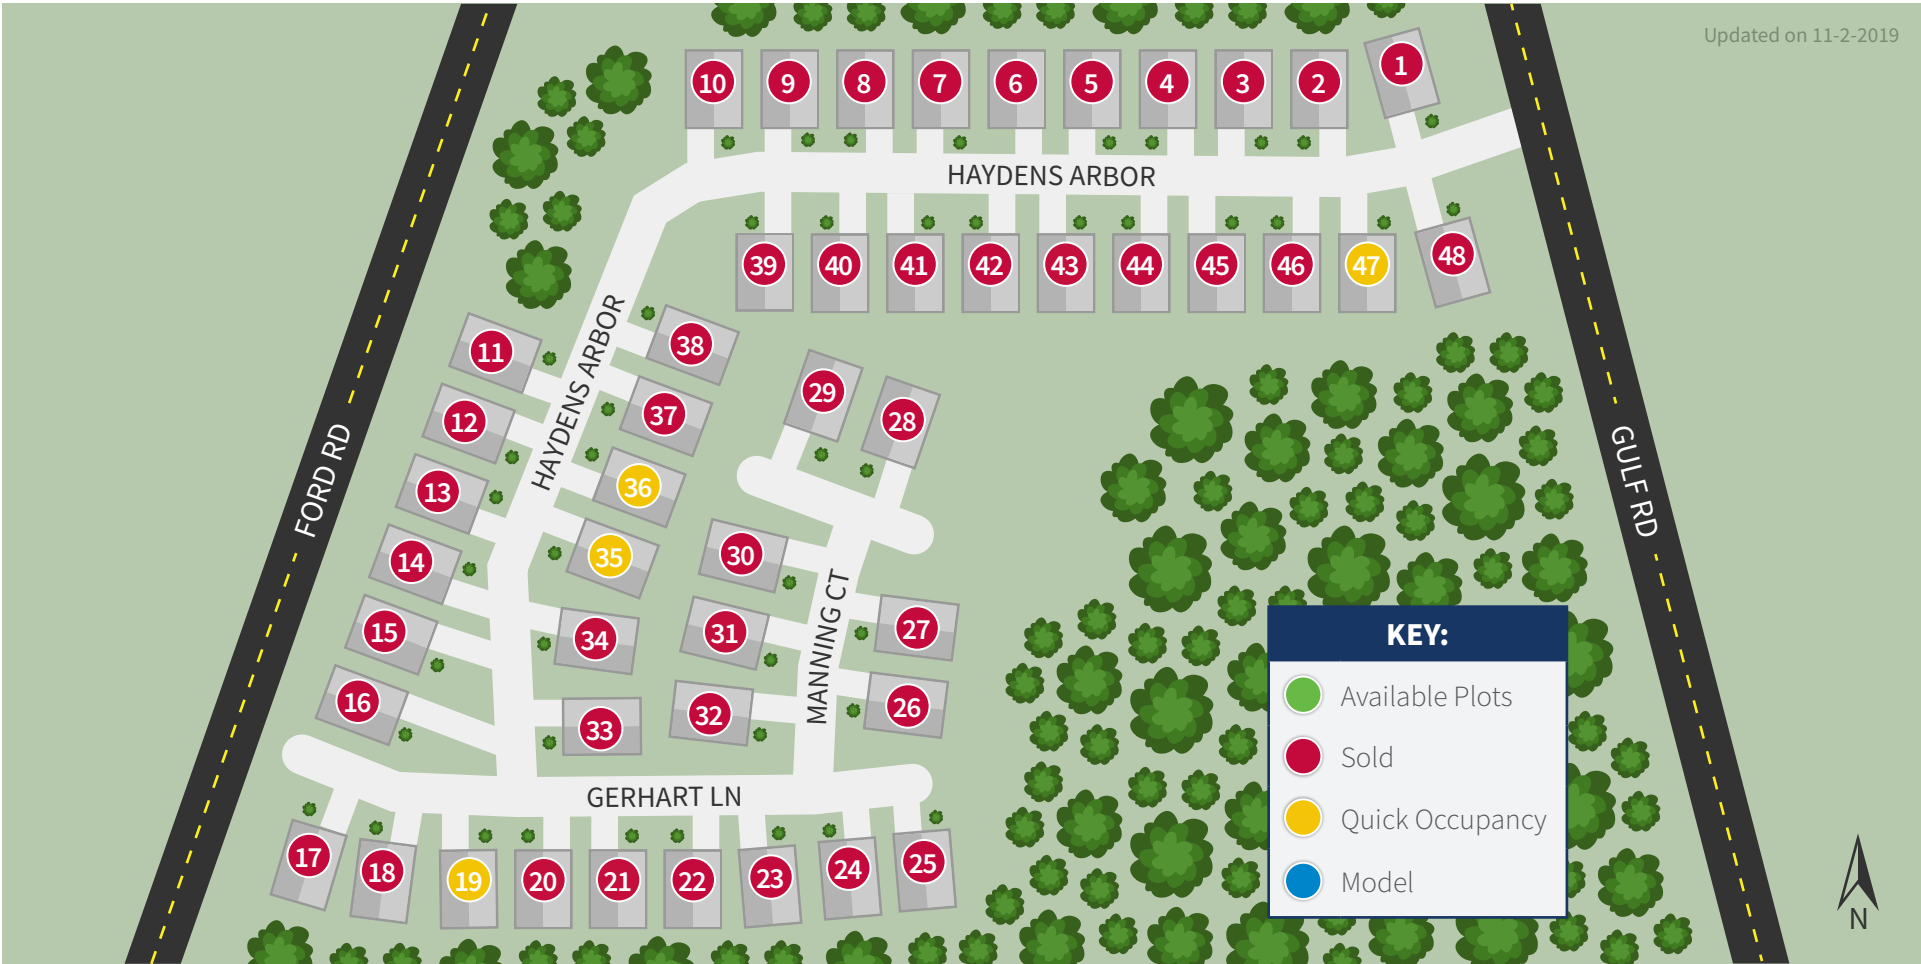 Updated on 11-2-2019
10 9 8 7 6 5 4 3 2 1
HAYDENS ARBOR
39 40 41 42 43 44 45 46 47 48
HAYDENS ARBOR
11
38
12
37
13
36
14
35
15
34
16
33
29
28
30
31
27
32
26
MANNING CT
FORD RD
GULF RD
GERHART LN
17 18 19 20 21 22 23 24 25
KEY:
Available Plots
Sold
Quick Occupancy
Model
N